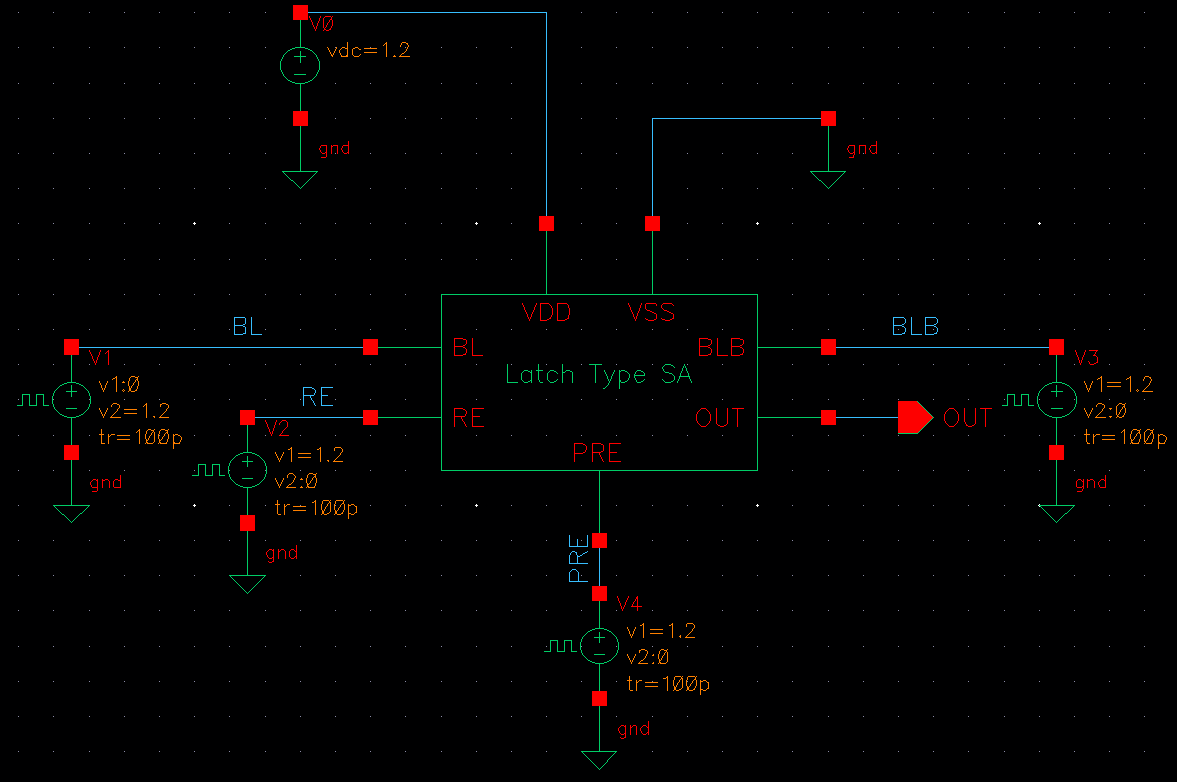 V0
vdc=1.2
gnd
gnd
VDD VSS
BL
BLB
V1
BL
BLB
V3
v1:0
v2=1.2
tr=100p
Latch Type SA
v1=1.2
v2:0
tr=100p
RE
V2
RE
OUT
OUT
v1=1.2
v2:0
tr=100p
PRE
gnd
gnd
gnd
PRE
V4
v1=1.2
v2:0
tr=100p
gnd